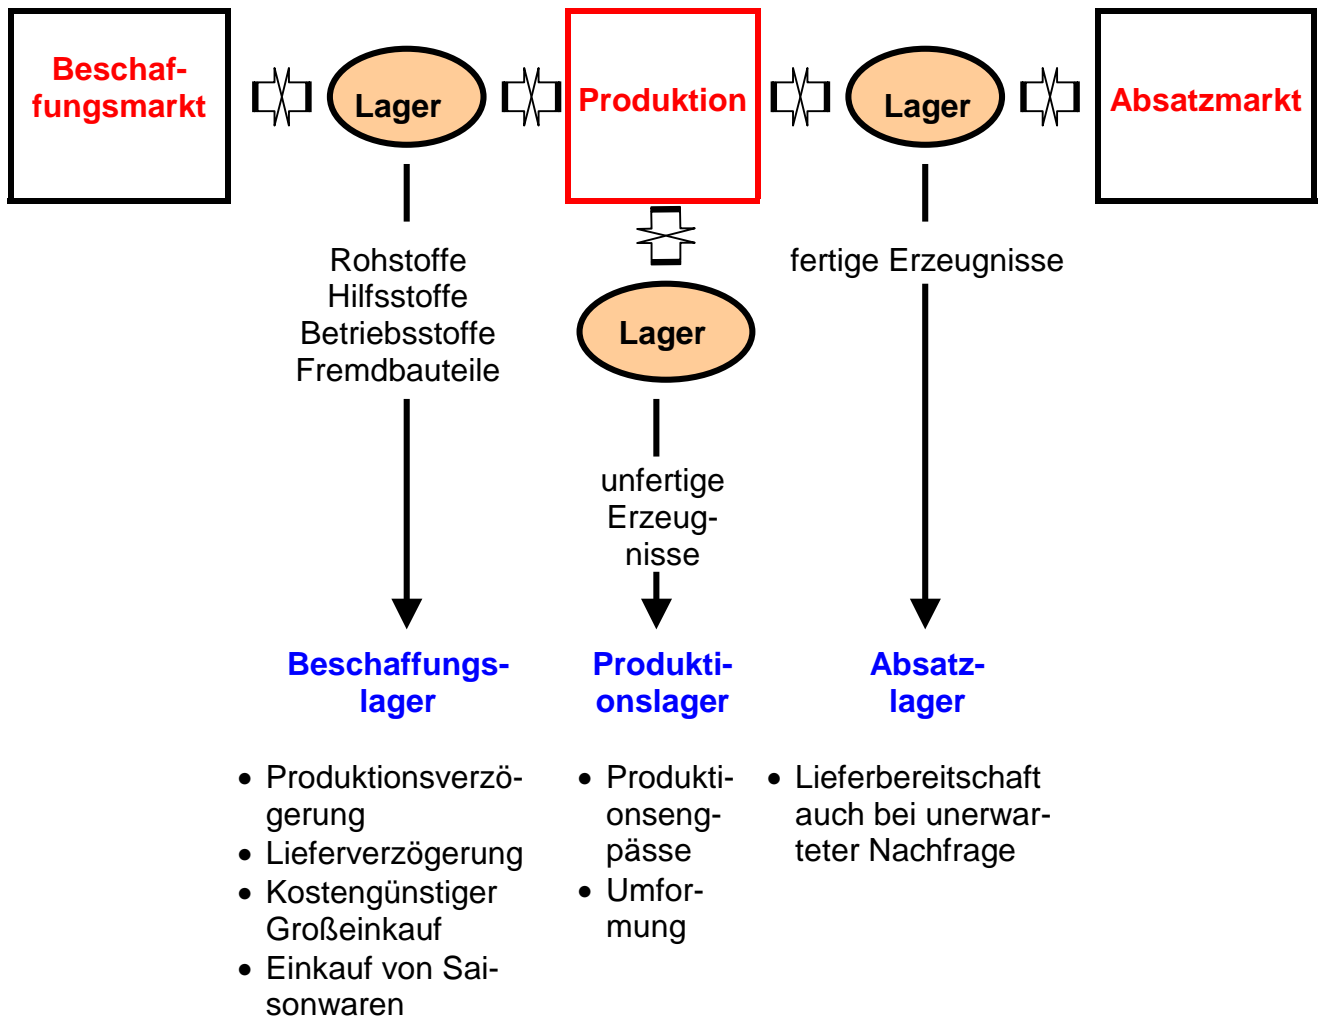 Beschaf-
fungsmarkt
Lager
Produktion
Lager
Absatzmarkt
Rohstoffe
Hilfsstoffe
Betriebsstoffe
Fremdbauteile
Lager
fertige Erzeugnisse
unfertige
Erzeug-
nisse
Beschaffungs-
lager
Produkti-
onslager
Absatz-
lager
• Produktionsverzö-
gerung
• Lieferverzögerung
• Kostengünstiger
Großeinkauf
• Einkauf von Sai-
sonwaren
• Produkti-
onseng-
pässe
• Umfor-
mung
• Lieferbereitschaft
auch bei unerwar-
teter Nachfrage